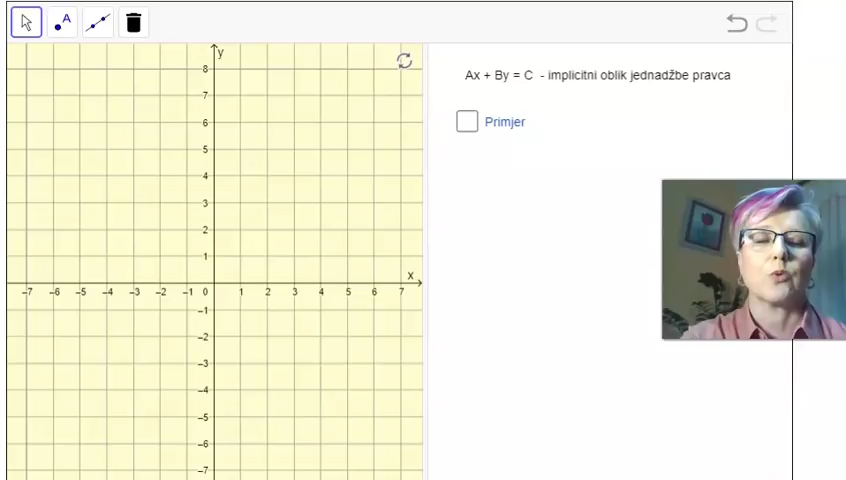 A
y
8
7
6
5
4
3
2
1
x
-7 -6 -5 -4 -3 -2 -1 0 1 2 3 4 5 6 7
-1
-2
-3
-4
-5
-6
-7
Ax + By = C - implicitni oblik jednadžbe pravca
Primjer